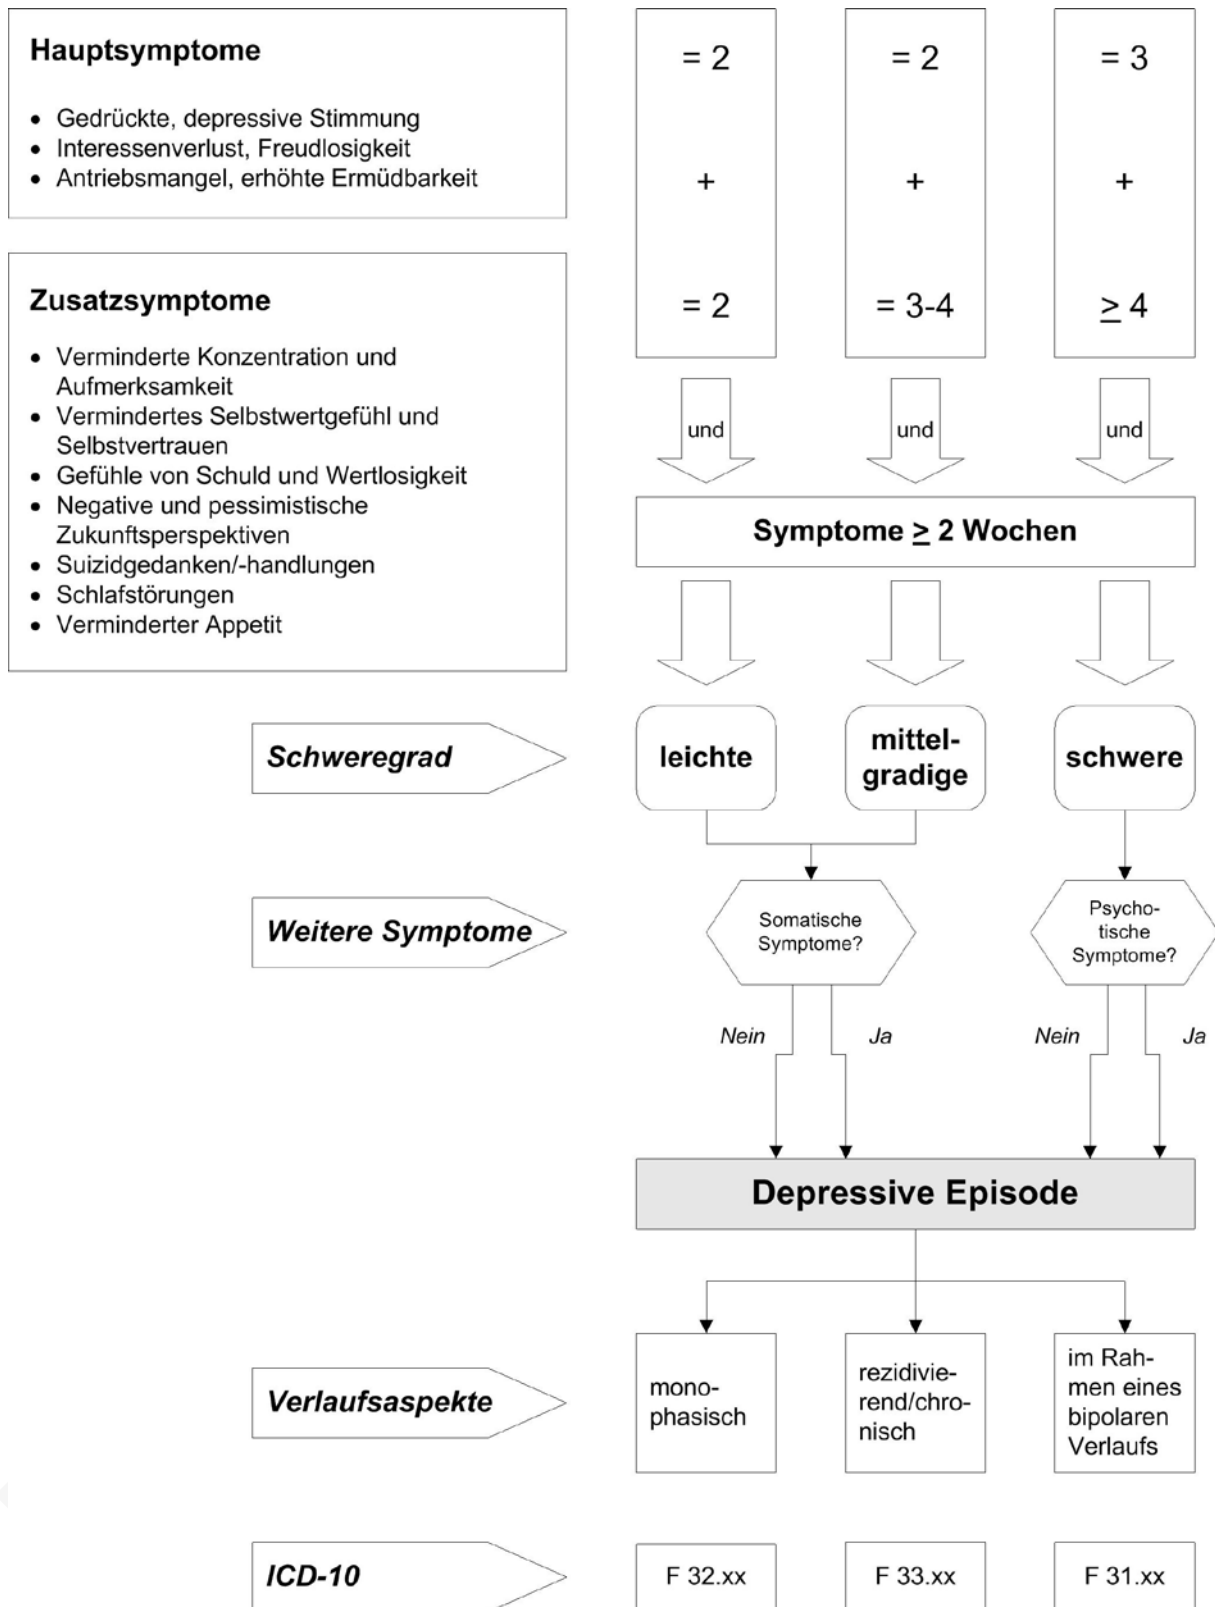 Hauptsymptome
• Gedrückte, depressive Stimmung
• Interessenverlust, Freudlosigkeit
• Antriebsmangel, erhöhte Ermüdbarkeit
= 2
= 2
= 3
+
+
+
Zusatzsymptome
= 2
= 3-4
≥ 4
• Verminderte Konzentration und
Aufmerksamkeit
• Vermindertes Selbstwertgefühl und
Selbstvertrauen
• Gefühle von Schuld und Wertlosigkeit
• Negative und pessimistische
Zukunftsperspektiven
• Suizidgedanken/-handlungen
• Schlafstörungen
• Verminderter Appetit
und
und
und
Symptome ≥ 2 Wochen
Schweregrad
leichte
mittel-
gradige
schwere
Weitere Symptome
Somatische
Symptome?
Psycho-
tische
Symptome?
Nein
Ja
Nein
Ja
Depressive Episode
Verlaufsaspekte
mono-
phasisch
rezidivie-
rend/chro-
nisch
im Rah-
men eines
bipolaren
Verlaufs
ICD-10
F 32.xx
F 33.xx
F 31.xx